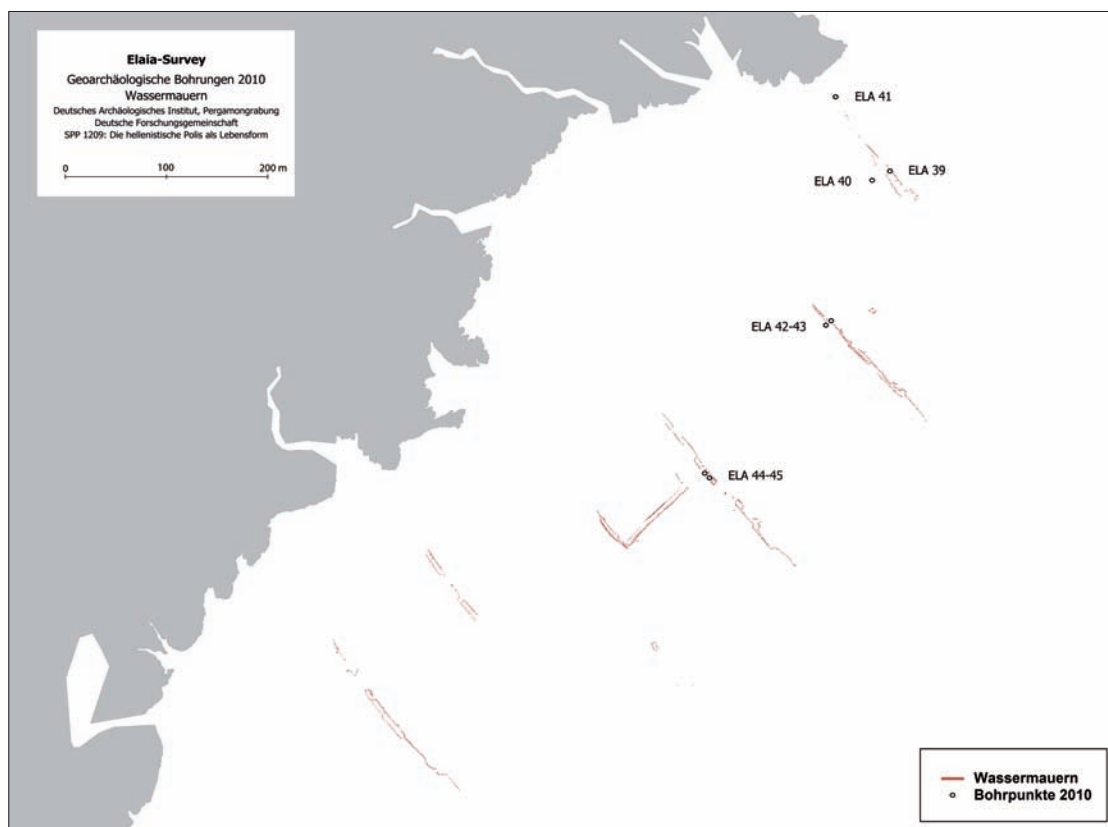 Elaia-Survey
Geoarchäologische Bohrungen 2010
Wassermauern
Deutsches Archäologisches Institut, Pergamongrabung
Deutsche Forschungsgemeinschaft
SPP 1209: Die hellenistische Polis als Lebensform
0 100 200 m
ELA 41
ELA 39
ELA 40
ELA 42-43
ELA 44-45
Wassermauern
Bohrpunkte 2010